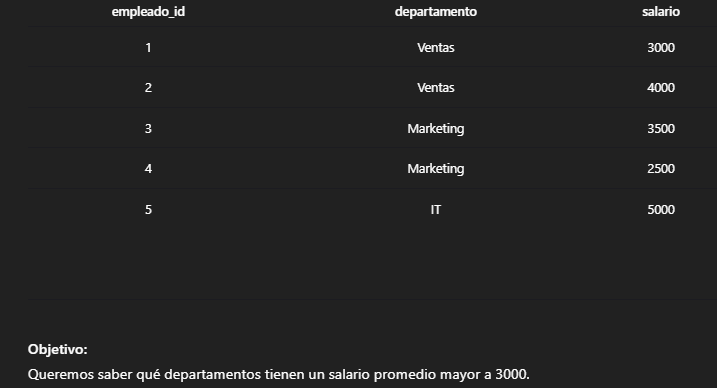 empleado_id departamento salario
1 Ventas 3000
2 Ventas 4000
3 Marketing 3500
4 Marketing 2500
5 IT 5000
Objetivo:
Queremos saber qué departamentos tienen un salario promedio mayor a 3000.